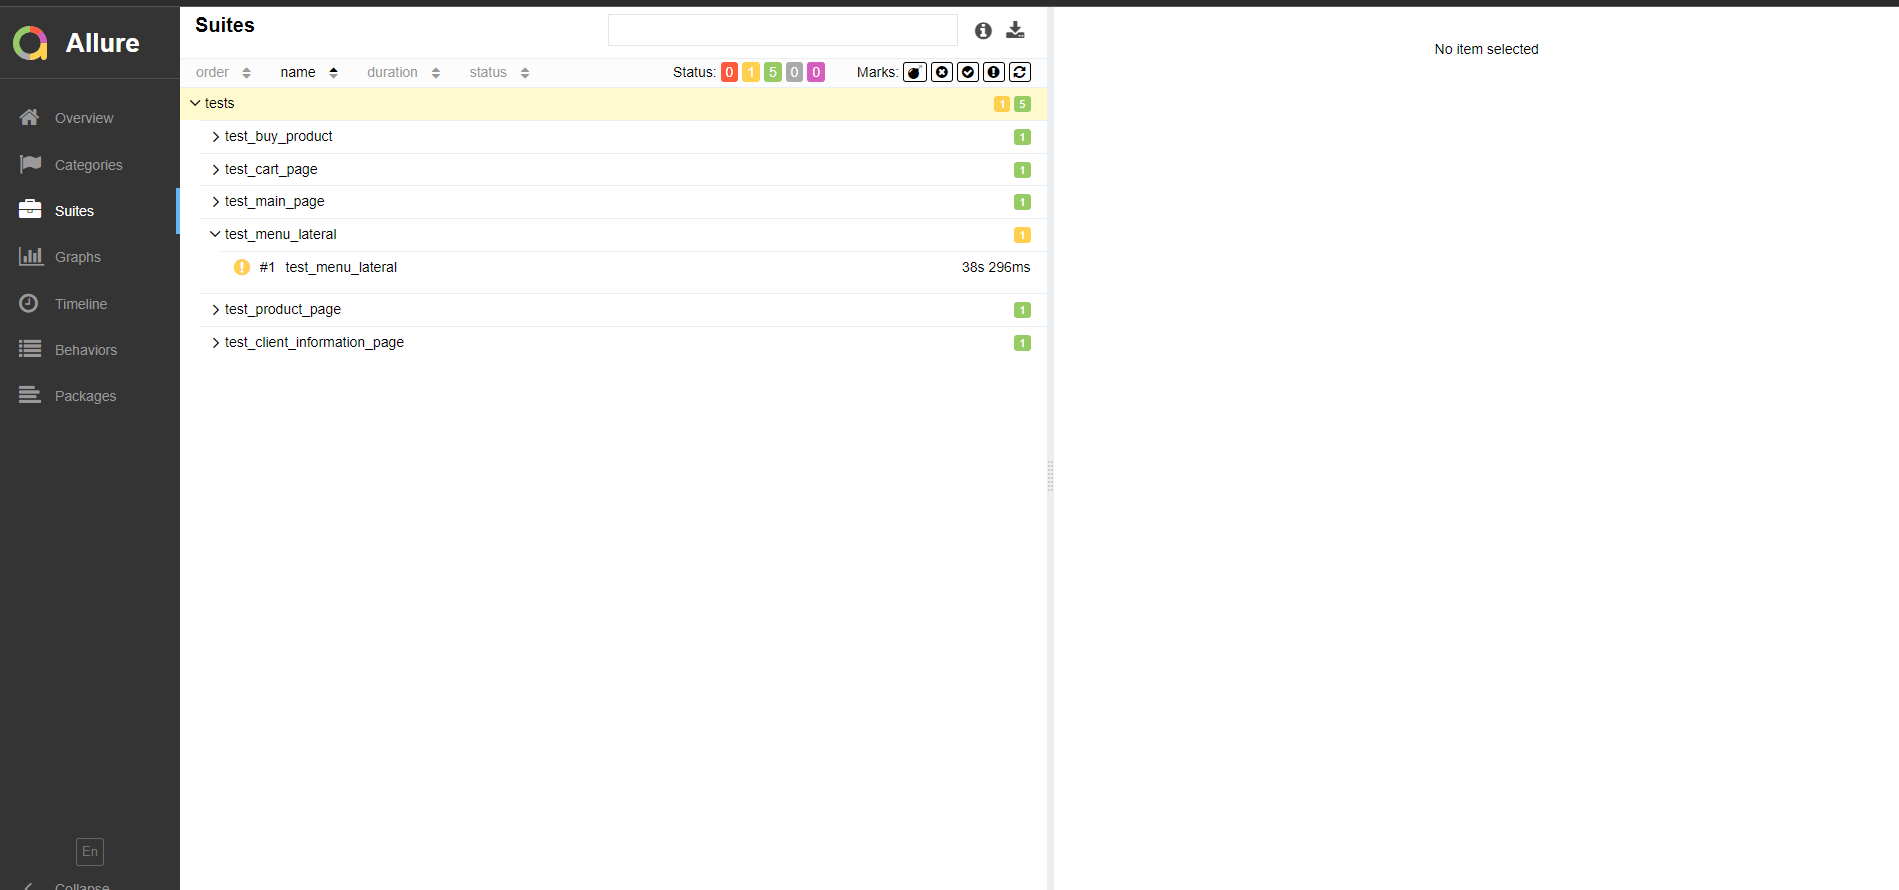 Allure
Overview
Categories
Suites
Graphs
Timeline
Behaviors
Packages
En
Collapse
Suites
order name duration status Status: 0 1 5 0 0 Marks:
tests 1 5
test_buy_product 1
test_cart_page 1
test_main_page 1
test_menu_lateral 1
#1 test_menu_lateral 38s 296ms
test_product_page 1
test_client_information_page 1
No item selected